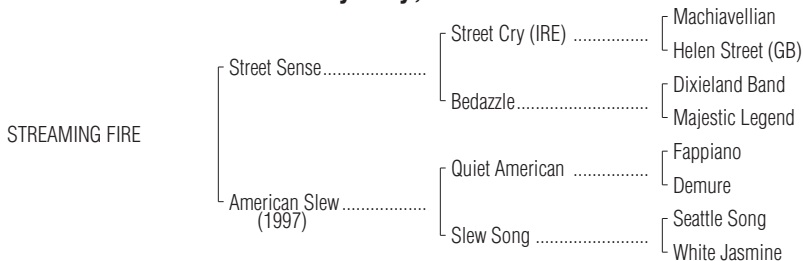 Machiavellian
Street Cry (IRE) ................
Helen Street (GB)
Street Sense......................
Dixieland Band
Bedazzle............................
Majestic Legend
STREAMING FIRE
Fappiano
Quiet American ................
Demure
American Slew..................
(1997)
Seattle Song
Slew Song ........................
White Jasmine